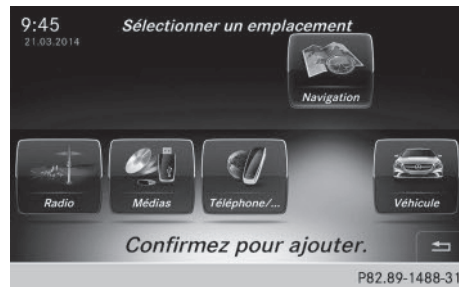 9:45
Sélectionner un emplacement
21.03.2014
Navigation
Radio
Médias
Téléphone/...
Véhicule
Confirmez pour ajouter.
P82.89-1488-31